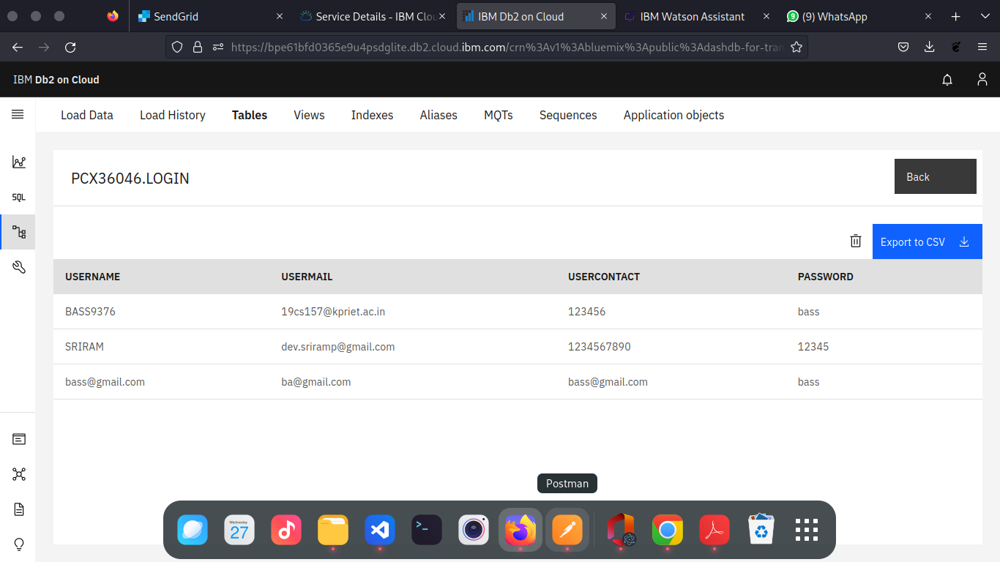 SendGrid
Service Details - IBM Clou
IBM Db2 on Cloud
IBM Watson Assistant
9
(9) WhatsApp
https://bpe61bfd0365e9u4psdglite.db2.cloud.ibm.com/crn%3Av1%3Abluemix%3Apublic%3Adashdb-for-tran
IBM Db2 on Cloud
Load Data
Load History
Tables
Views
Indexes
Aliases
MQTs
Sequences
Application objects
SQL
PCX36046.LOGIN
Back
Export to CSV
USERNAME USERMAIL USERCONTACT PASSWORD
BASS9376 19cs157@kpriet.ac.in 123456 bass
SRIRAM dev.sriramp@gmail.com 1234567890 12345
bass@gmail.com ba@gmail.com bass@gmail.com bass
Postman
Wednesday
27
>_